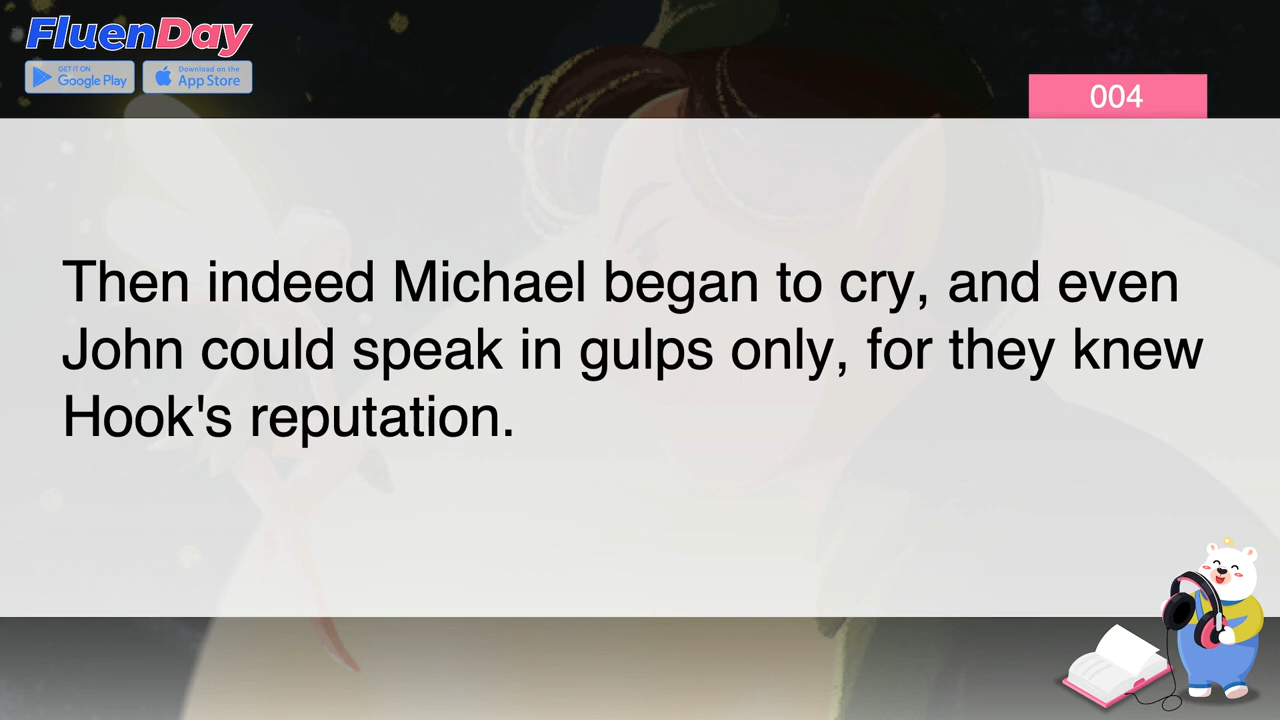 FluenDay
GET IT ON
Google Play
Download on the
App Store
004
Then indeed Michael began to cry, and even
John could speak in gulps only, for they knew
Hook's reputation.